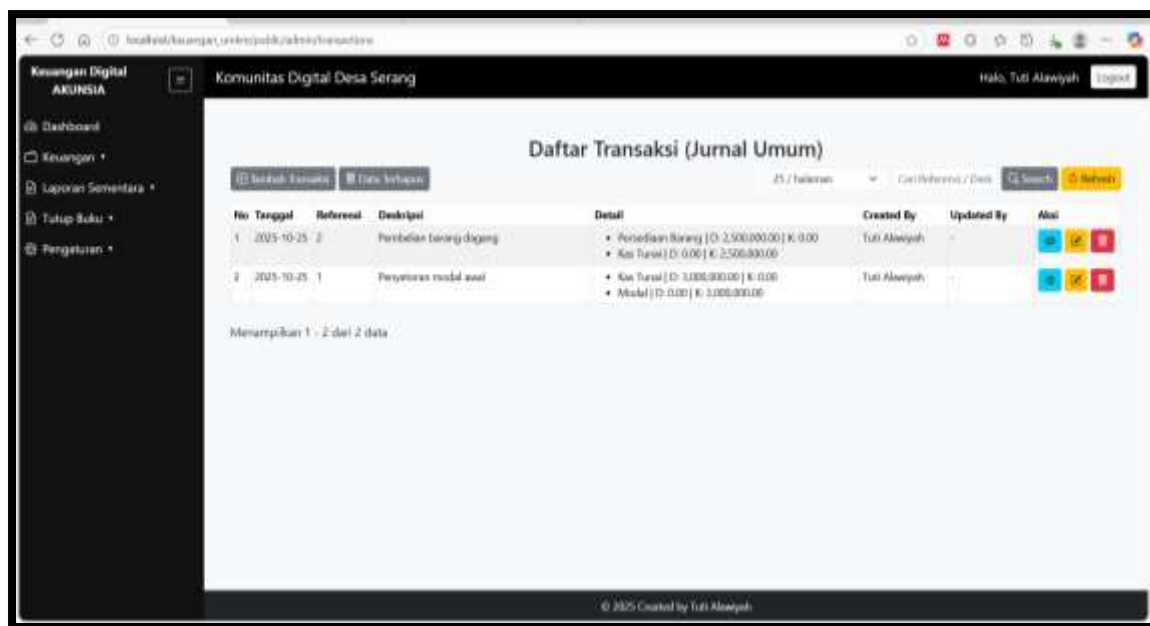 Keuangan Digital
AKUNSIA
Komunitas Digital Desa Serang
Halo, Tuti Alawiyah
Logout
Dashboard
Keuangan
Laporan Sementara
Tutup Buku
Pengaturan
Daftar Transaksi (Jurnal Umum)
Tambah Transaksi
Data Terhapus
25 / halaman
Cari Referensi / Desk
Search
Refresh
No Tanggal Referensi Deskripsi Detail Created By Updated By Aksi
1 2025-10-25 2 Pembelian barang dagang
Persediaan Barang | D: 2,500,000.00 | K: 0.00
Kas Tunai | D: 0.00 | K: 2,500,000.00
Tuti Alawiyah -
2 2025-10-25 1 Penyetoran modal awal
Kas Tunai | D: 3,000,000.00 | K: 0.00
Modal | D: 0.00 | K: 3,000,000.00
Tuti Alawiyah -
Menampilkan 1 - 2 dari 2 data
© 2025 Created by Tuti Alawiyah